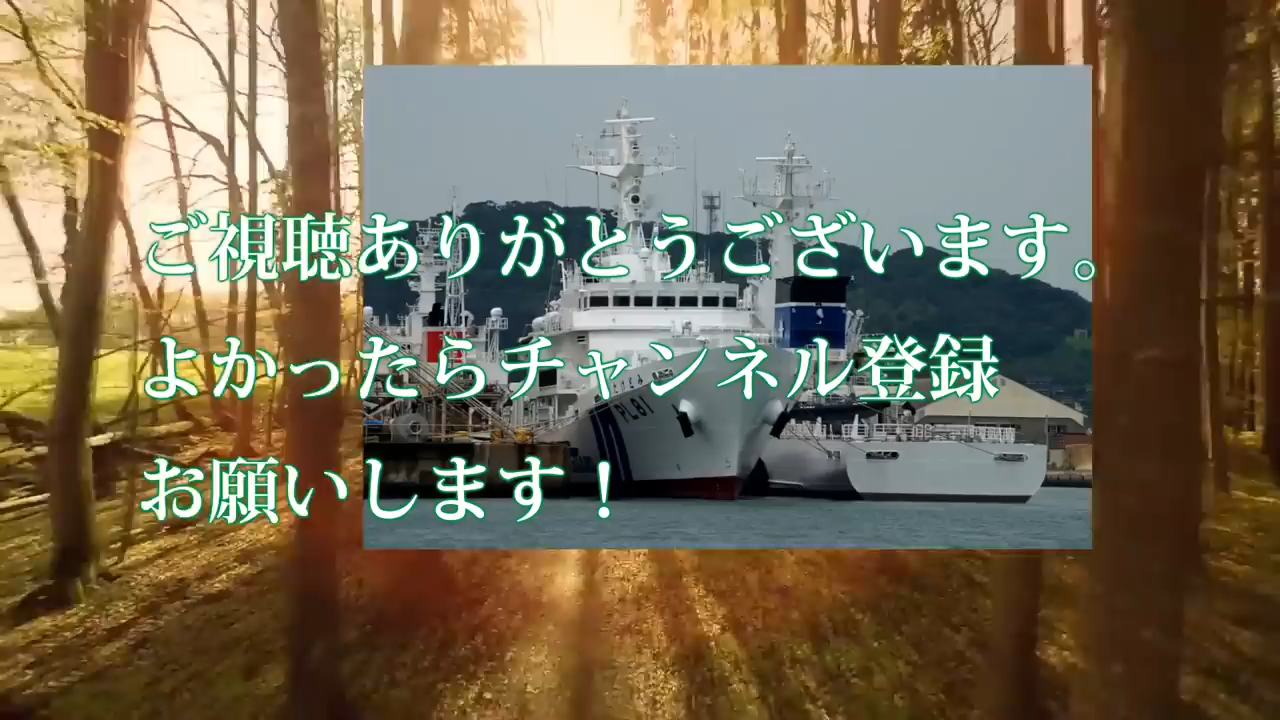 ご視聴ありがとうございます。
よかったらチャンネル登録
お願いします！
PL81